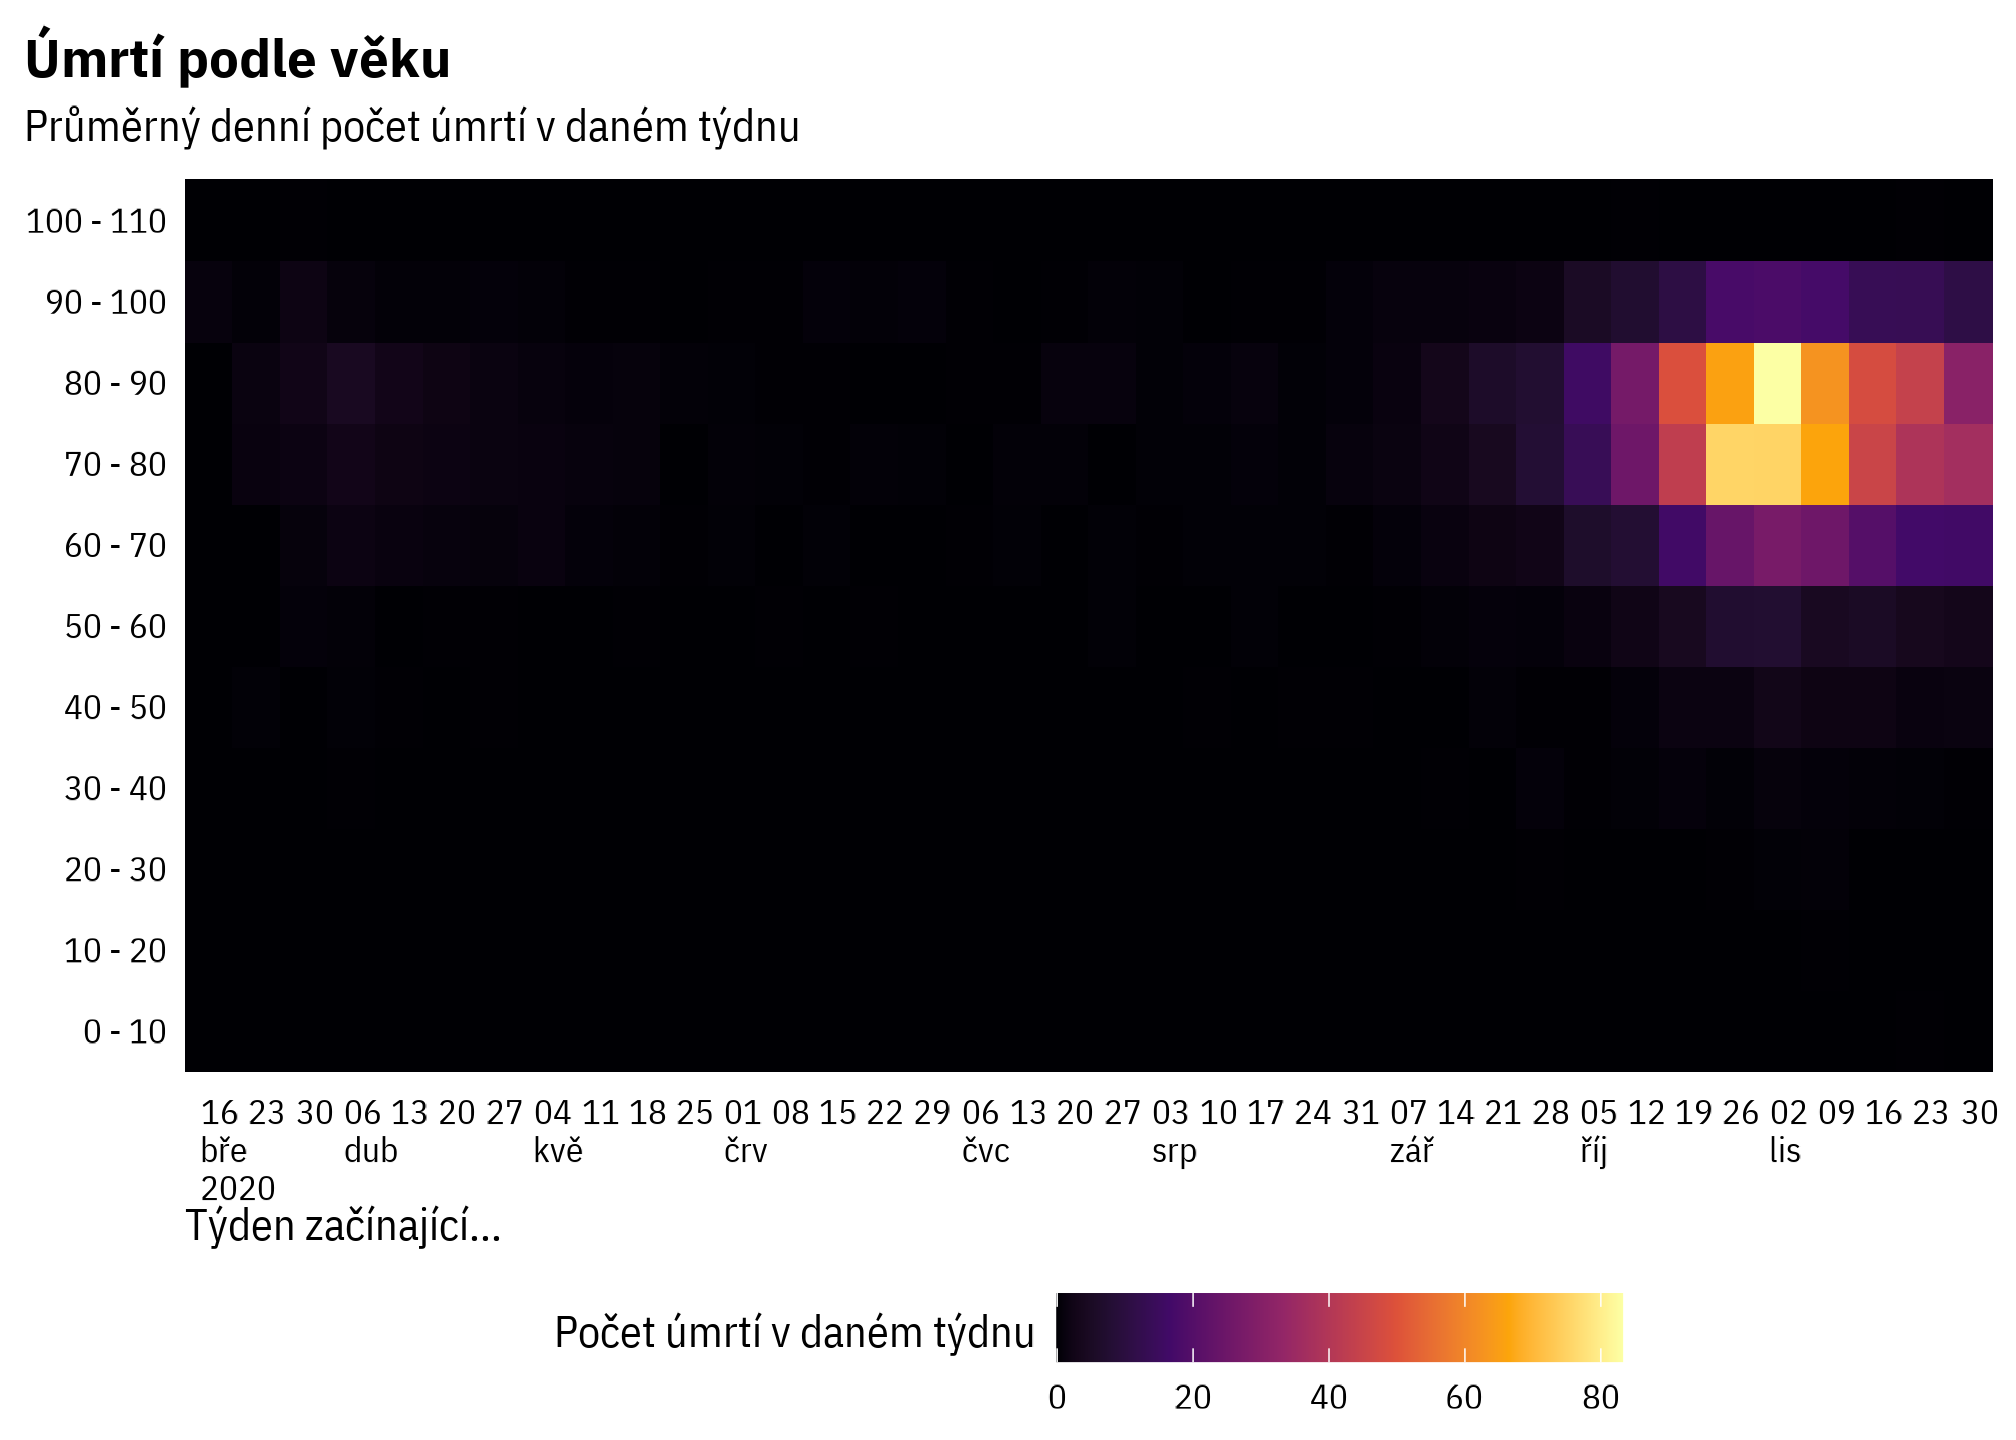 Úmrtí podle věku
Průměrný denní počet úmrtí v daném týdnu
100 - 110
90 - 100
80 - 90
70 - 80
60 - 70
50 - 60
40 - 50
30 - 40
20 - 30
10 - 20
0 - 10
16 23 30 06 13 20 27 04 11 18 25 01 08 15 22 29 06 13 20 27 03 10 17 24 31 07 14 21 28 05 12 19 26 02 09 16 23 30
bře dub kvě črv čvc srp zář říj lis
2020
Týden začínající...
Počet úmrtí v daném týdnu
0 20 40 60 80